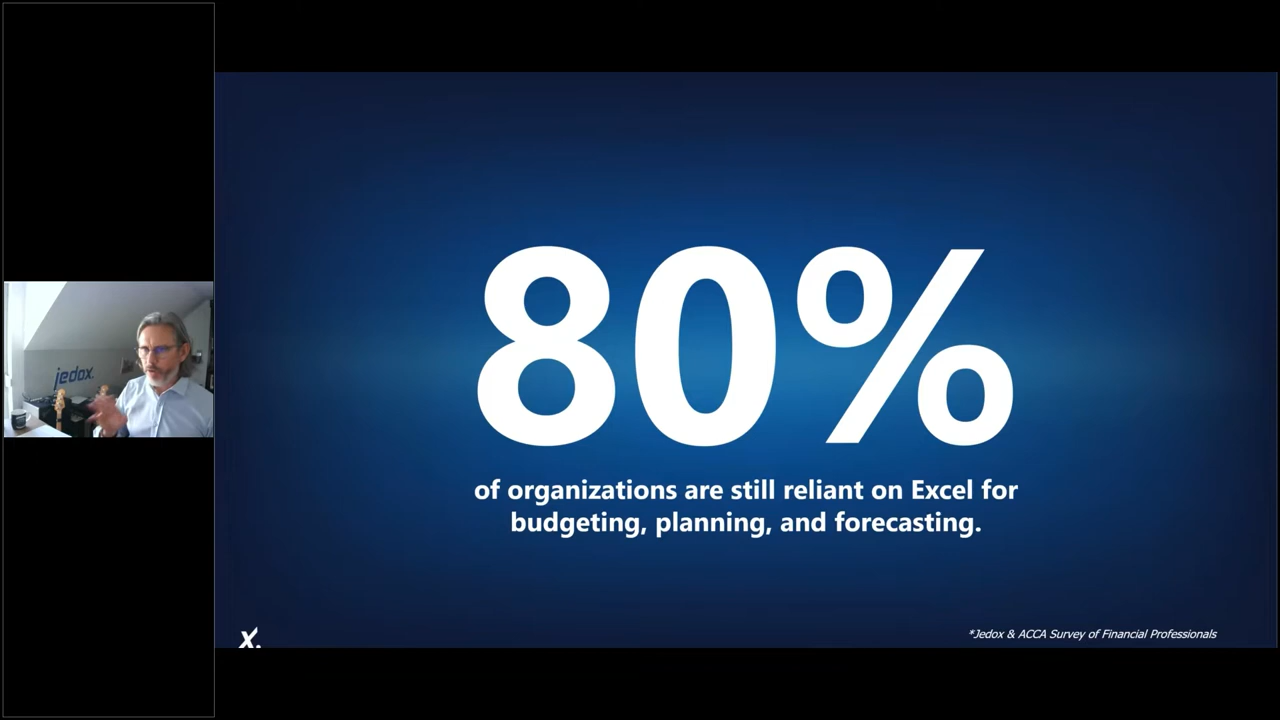 jedox.
80%
of organizations are still reliant on Excel for
budgeting, planning, and forecasting.
X.
*Jedox & ACCA Survey of Financial Professionals